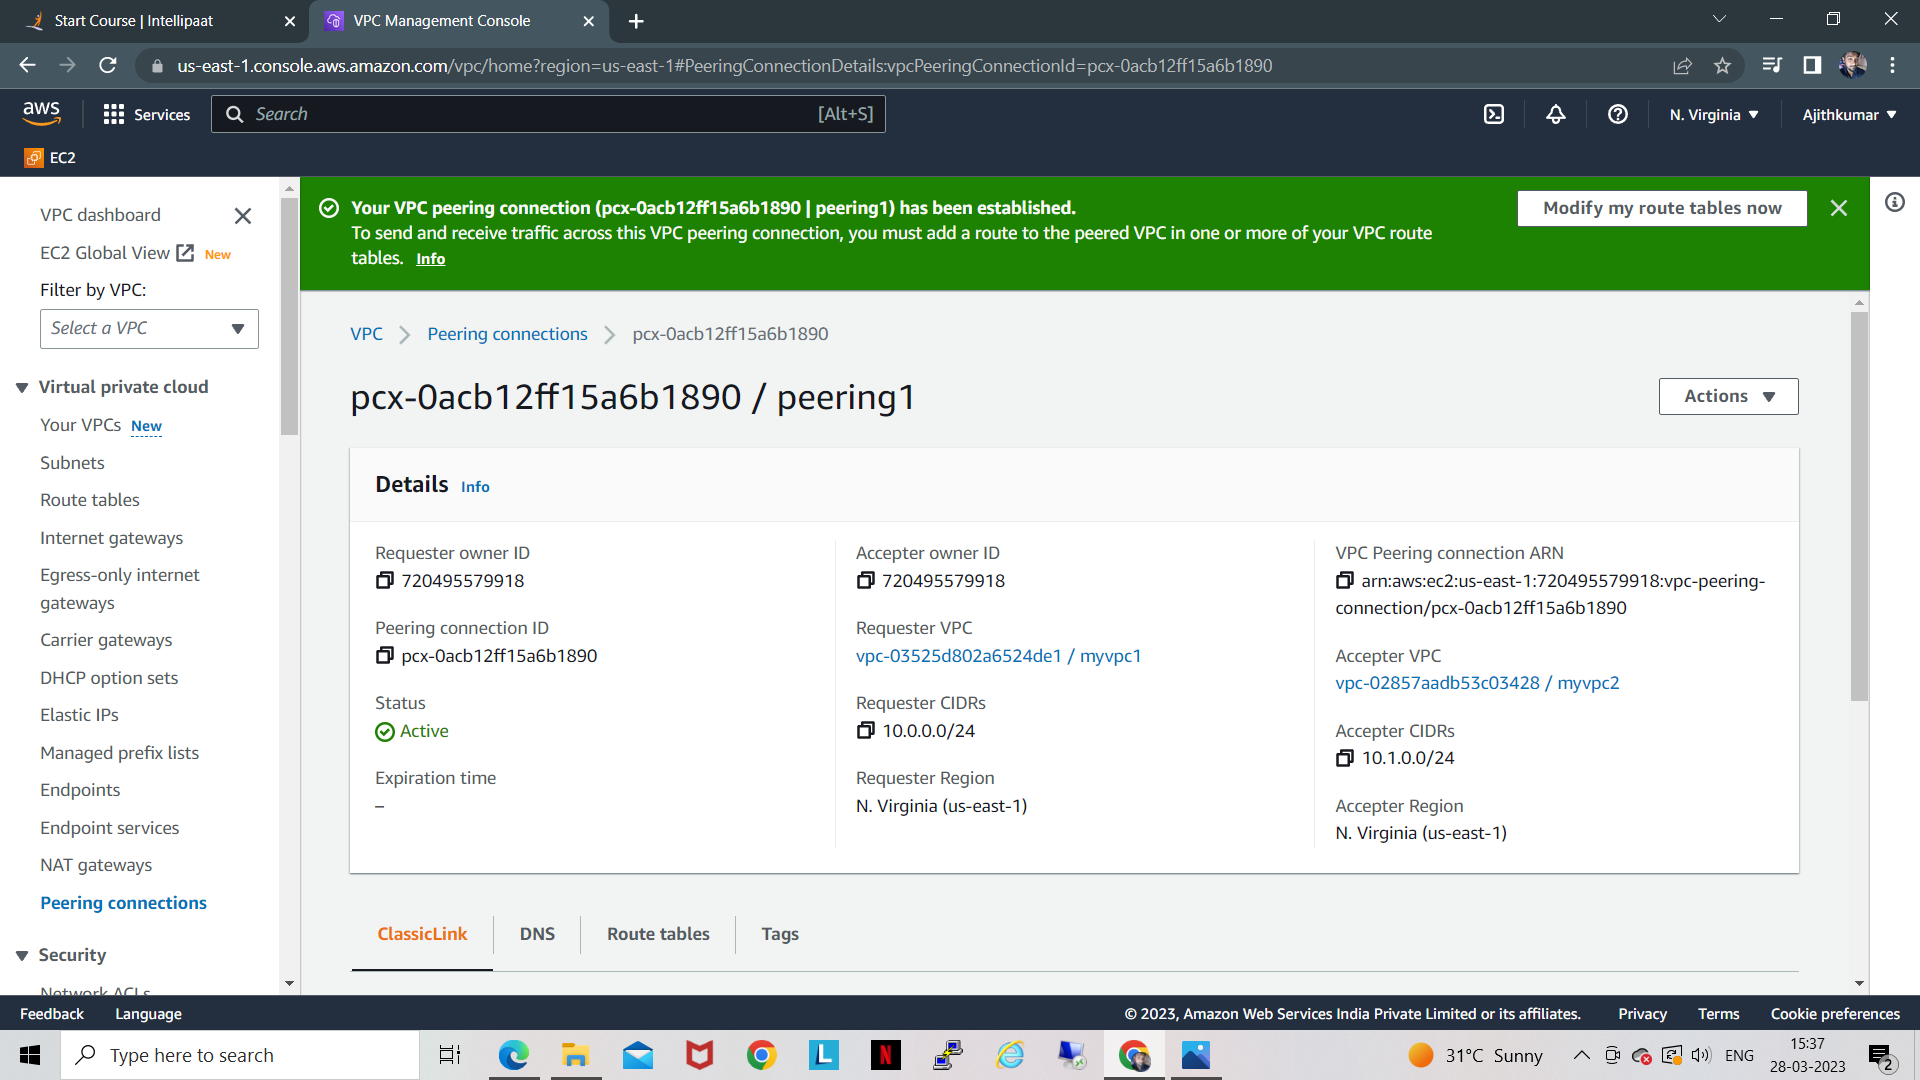 Start Course | Intellipaat
VPC Management Console
us-east-1.console.aws.amazon.com/vpc/home?region=us-east-1#PeeringConnectionDetails:vpcPeeringConnectionId=pcx-0acb12ff15a6b1890
aws
Services
Search
[Alt+S]
N. Virginia
Ajithkumar
EC2
VPC dashboard
EC2 Global View New
Filter by VPC:
Select a VPC
Virtual private cloud
Your VPCs New
Subnets
Route tables
Internet gateways
Egress-only internet
gateways
Carrier gateways
DHCP option sets
Elastic IPs
Managed prefix lists
Endpoints
Endpoint services
NAT gateways
Peering connections
Security
Network ACLs
Your VPC peering connection (pcx-0acb12ff15a6b1890 | peering1) has been established.
To send and receive traffic across this VPC peering connection, you must add a route to the peered VPC in one or more of your VPC route
tables. Info
Modify my route tables now
VPC
Peering connections
pcx-0acb12ff15a6b1890
pcx-0acb12ff15a6b1890 / peering1
Actions
Details Info
Requester owner ID
720495579918
Peering connection ID
pcx-0acb12ff15a6b1890
Status
Active
Expiration time
–
Accepter owner ID
720495579918
Requester VPC
vpc-03525d802a6524de1 / myvpc1
Requester CIDRs
10.0.0.0/24
Requester Region
N. Virginia (us-east-1)
VPC Peering connection ARN
arn:aws:ec2:us-east-1:720495579918:vpc-peering-
connection/pcx-0acb12ff15a6b1890
Accepter VPC
vpc-02857aadb53c03428 / myvpc2
Accepter CIDRs
10.1.0.0/24
Accepter Region
N. Virginia (us-east-1)
ClassicLink
DNS
Route tables
Tags
Feedback
Language
© 2023, Amazon Web Services India Private Limited or its affiliates.
Privacy
Terms
Cookie preferences
Type here to search
L
N
31°C Sunny
ENG
15:37
28-03-2023
2